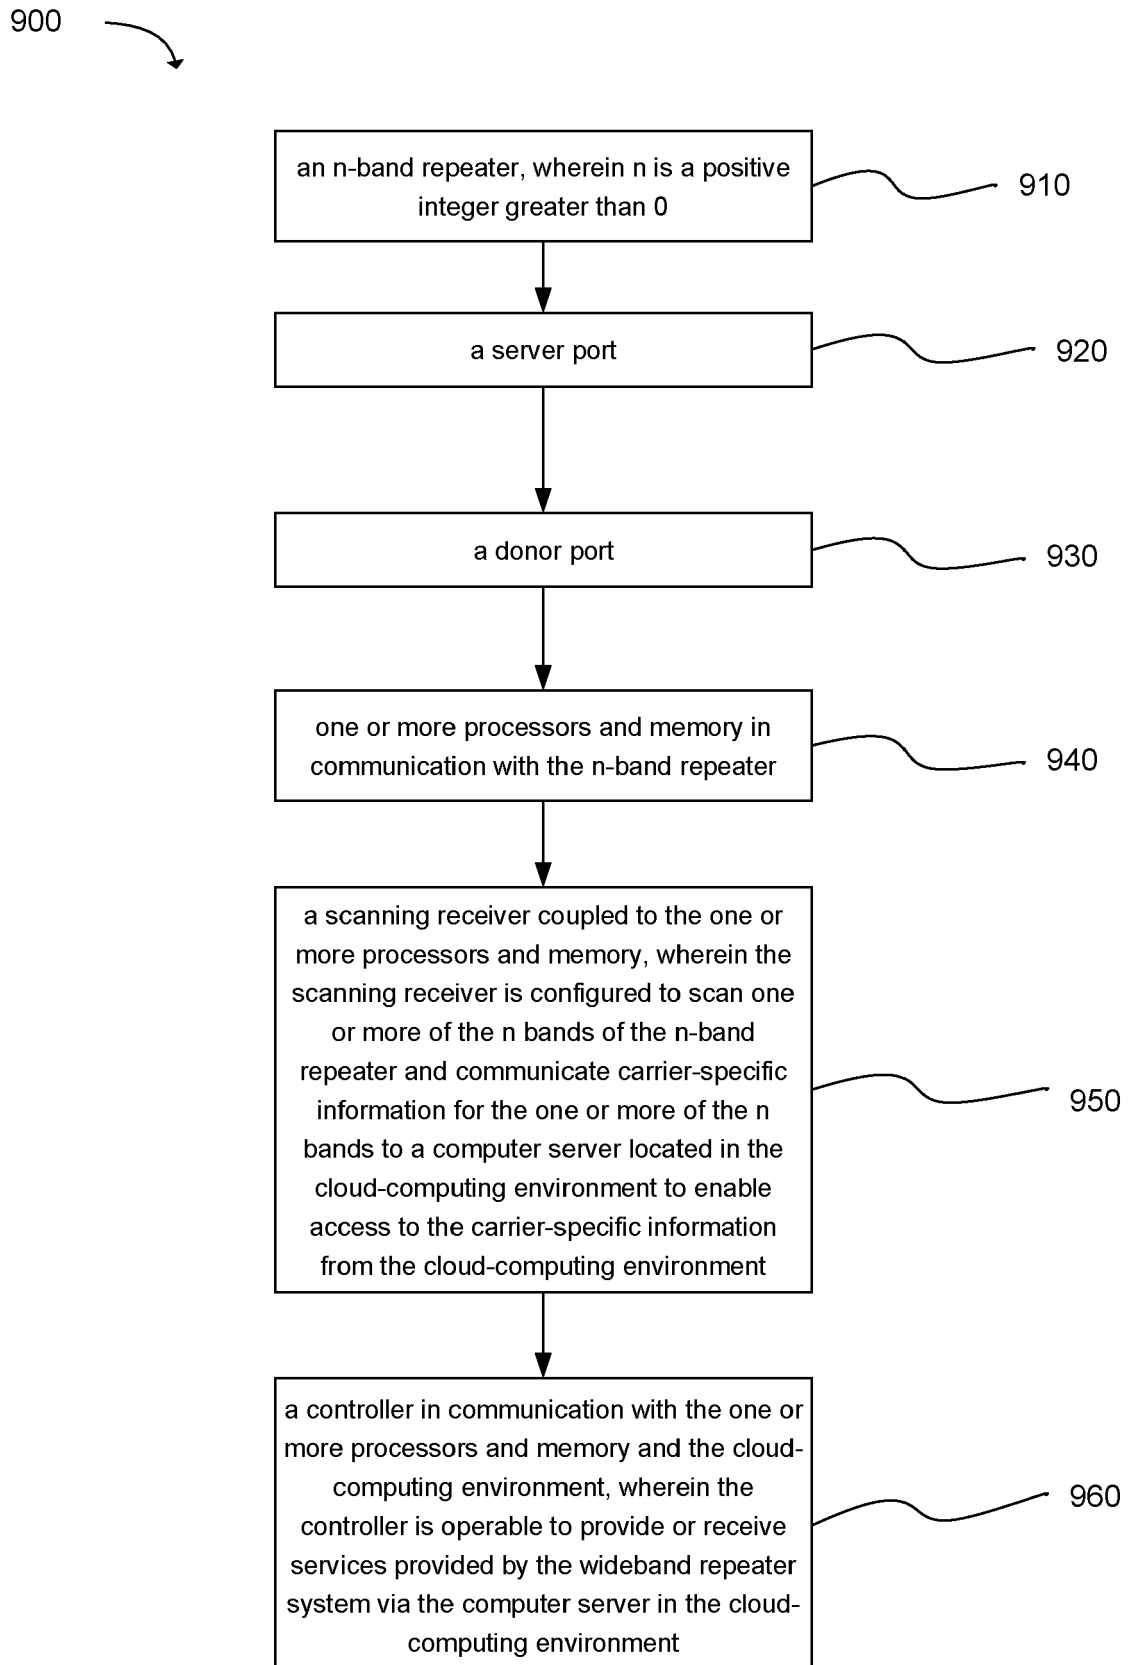 900
an n-band repeater, wherein n is a positive
integer greater than 0
910
a server port
920
a donor port
930
one or more processors and memory in
communication with the n-band repeater
940
a scanning receiver coupled to the one or
more processors and memory, wherein the
scanning receiver is configured to scan one
or more of the n bands of the n-band
repeater and communicate carrier-specific
information for the one or more of the n
bands to a computer server located in the
cloud-computing environment to enable
access to the carrier-specific information
from the cloud-computing environment
950
a controller in communication with the one or
more processors and memory and the cloud-
computing environment, wherein the
controller is operable to provide or receive
services provided by the wideband repeater
system via the computer server in the cloud-
computing environment
960